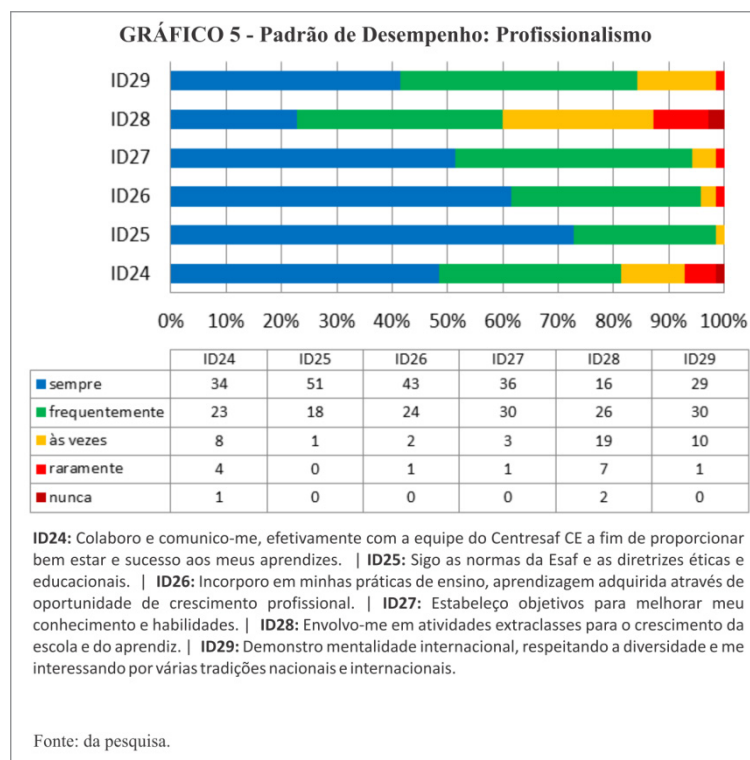 GRÁFICO 5 - Padrão de Desempenho: Profissionalismo
ID29
ID28
ID27
ID26
ID25
ID24
0% 10% 20% 30% 40% 50% 60% 70% 80% 90% 100%
ID24 ID25 ID26 ID27 ID28 ID29
sempre 34 51 43 36 16 29
frequentemente 23 18 24 30 26 30
às vezes 8 1 2 3 19 10
raramente 4 0 1 1 7 1
nunca 1 0 0 0 2 0
ID24: Colaboro e comunico-me, efetivamente com a equipe do Centresaf CE a fim de proporcionar
bem estar e sucesso aos meus aprendizes. | ID25: Sigo as normas da Esaf e as diretrizes éticas e
educacionais. | ID26: Incorporo em minhas práticas de ensino, aprendizagem adquirida através de
oportunidade de crescimento profissional. | ID27: Estabeleço objetivos para melhorar meu
conhecimento e habilidades. | ID28: Envolvo-me em atividades extraclasses para o crescimento da
escola e do aprendiz. | ID29: Demonstro mentalidade internacional, respeitando a diversidade e me
interessando por várias tradições nacionais e internacionais.
Fonte: da pesquisa.